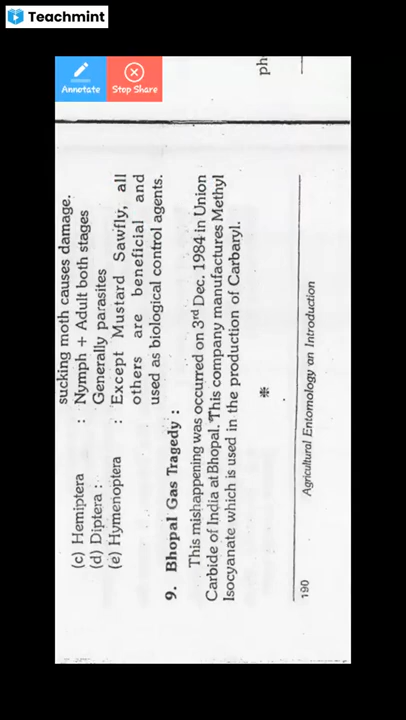 Teachmint
Annotate
Stop Share
ph
sucking moth causes damage.
(c) Hemiptera : Nymph + Adult both stages
(d) Diptera : Generally parasites
(e) Hymenoptera : Except Mustard Sawfly, all
others are beneficial and
used as biological control agents.
9. Bhopal Gas Tragedy :
This mishappening was occurred on 3rd Dec. 1984 in Union
Carbide of India at Bhopal. This company manufactures Methyl
Isocyanate which is used in the production of Carbaryl.
※
190 Agricultural Entomology an Introduction